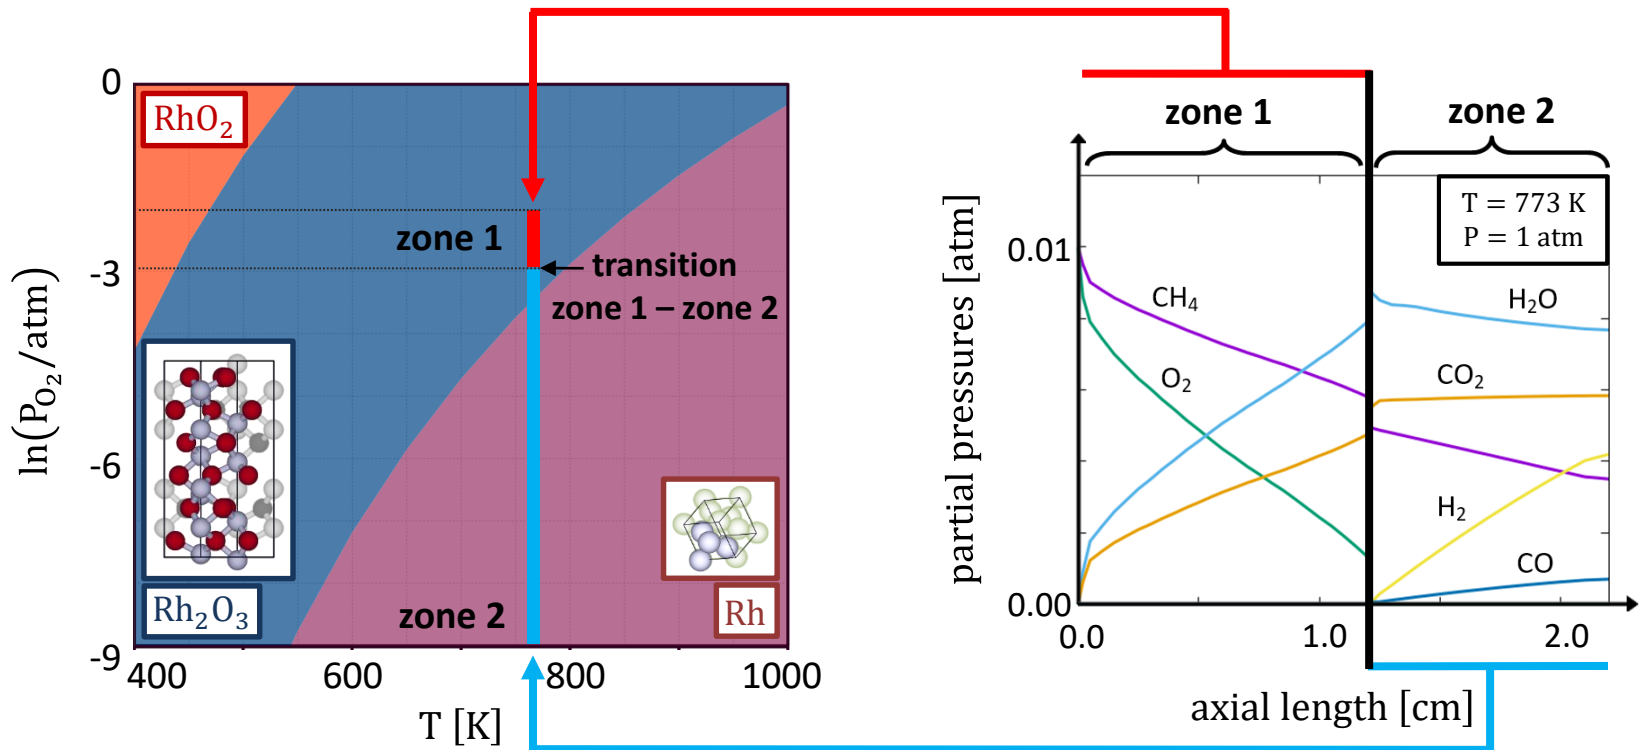 0
-3
-6
-9
ln(P_O₂/atm)
RhO₂
zone 1
transition
zone 1 – zone 2
zone 2
Rh₂O₃
Rh
400
600
800
1000
T [K]
zone 1
zone 2
T = 773 K
P = 1 atm
partial pressures [atm]
0.01
0.00
CH₄
O₂
H₂O
CO₂
H₂
CO
0.0
1.0
2.0
axial length [cm]